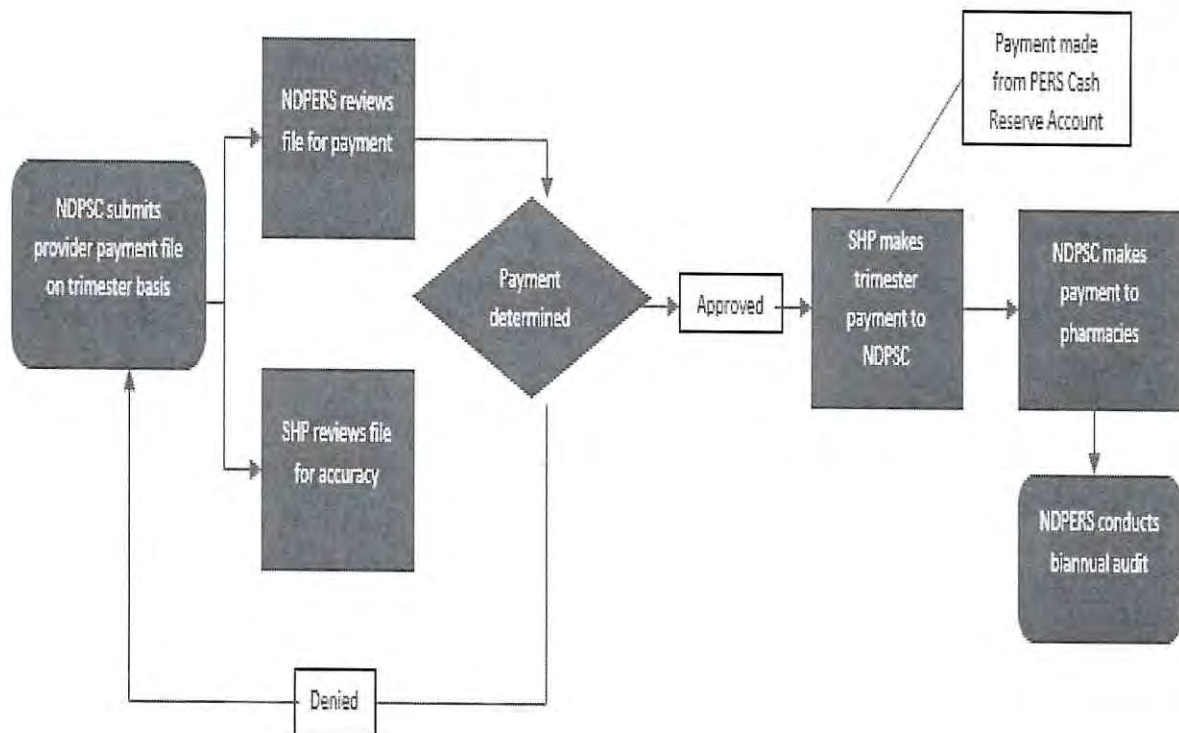 NDPSC submits
provider payment file
on trimester basis
NDPERS reviews
file for payment
SHP reviews file
for accuracy
Payment
determined
Denied
Approved
Payment made
from PERS Cash
Reserve Account
SHP makes
trimester
payment to
NDPSC
NDPSC makes
payment to
pharmacies
NDPERS conducts
biannual audit